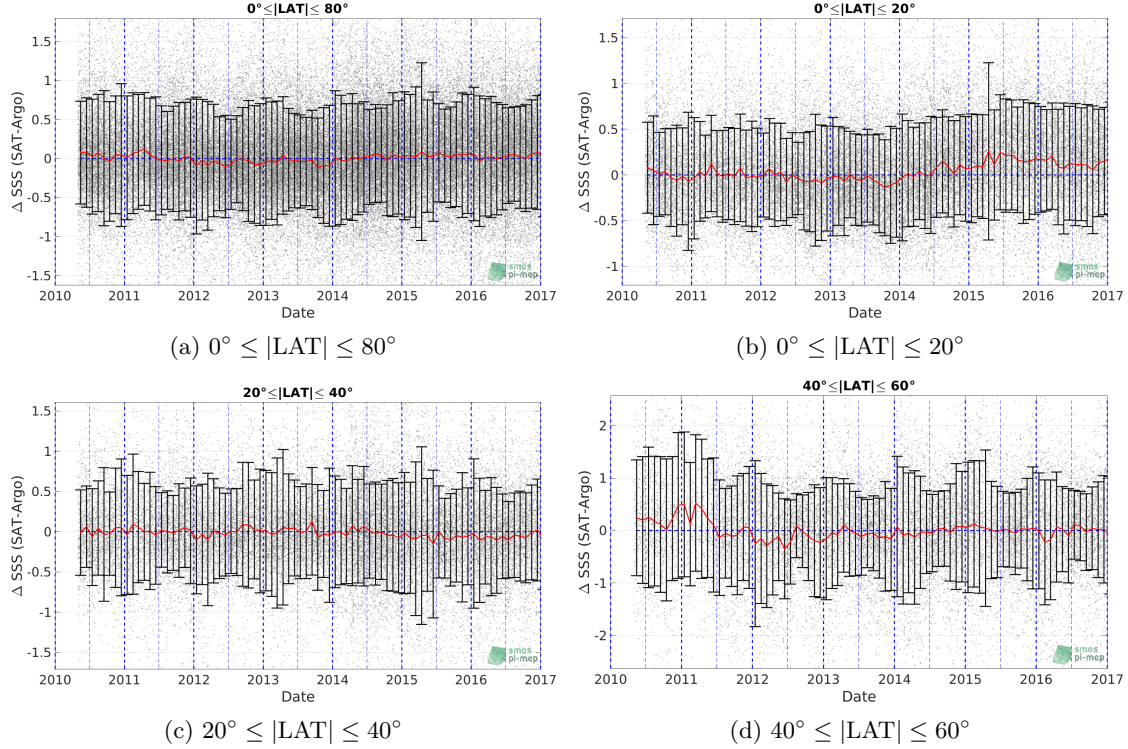 0°≤|LAT|≤ 80°
Δ SSS (SAT-Argo)
1.5
1
0.5
0
-0.5
-1
-1.5
2010 2011 2012 2013 2014 2015 2016 2017
Date
smos
pi-mep
(a) 0° ≤ |LAT| ≤ 80°
0°≤|LAT|≤ 20°
Δ SSS (SAT-Argo)
1.5
1
0.5
0
-0.5
-1
2010 2011 2012 2013 2014 2015 2016 2017
Date
smos
pi-mep
(b) 0° ≤ |LAT| ≤ 20°
20°≤|LAT|≤ 40°
Δ SSS (SAT-Argo)
1.5
1
0.5
0
-0.5
-1
-1.5
2010 2011 2012 2013 2014 2015 2016 2017
Date
smos
pi-mep
(c) 20° ≤ |LAT| ≤ 40°
40°≤|LAT|≤ 60°
Δ SSS (SAT-Argo)
2
1
0
-1
-2
2010 2011 2012 2013 2014 2015 2016 2017
Date
smos
pi-mep
(d) 40° ≤ |LAT| ≤ 60°